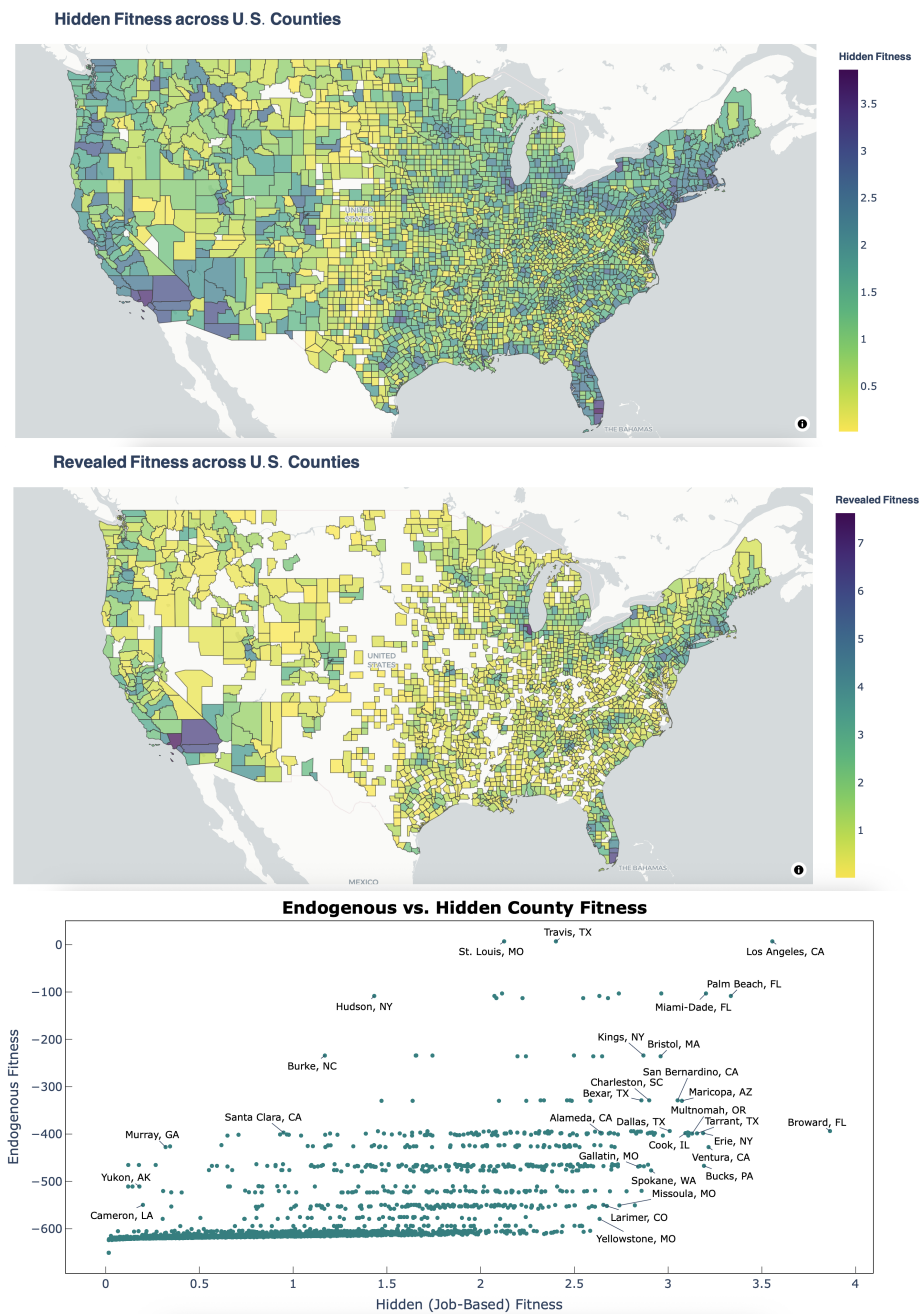 Hidden Fitness across U.S. Counties
Hidden Fitness
3.5
3
2.5
2
1.5
1
0.5
UNITED
STATES
THE BAHAMAS
Revealed Fitness across U.S. Counties
Revealed Fitness
7
6
5
4
3
2
1
UNITED
STATES
THE BAHAMAS
MEXICO
Endogenous vs. Hidden County Fitness
Endogenous Fitness
0
−100
−200
−300
−400
−500
−600
Travis, TX
St. Louis, MO
Los Angeles, CA
Palm Beach, FL
Hudson, NY
Miami-Dade, FL
Kings, NY
Bristol, MA
Burke, NC
San Bernardino, CA
Charleston, SC
Bexar, TX
Maricopa, AZ
Multnomah, OR
Santa Clara, CA
Alameda, CA
Dallas, TX
Tarrant, TX
Broward, FL
Murray, GA
Cook, IL
Erie, NY
Gallatin, MO
Ventura, CA
Yukon, AK
Spokane, WA
Bucks, PA
Missoula, MO
Cameron, LA
Larimer, CO
Yellowstone, MO
0
0.5
1
1.5
2
2.5
3
3.5
4
Hidden (Job-Based) Fitness